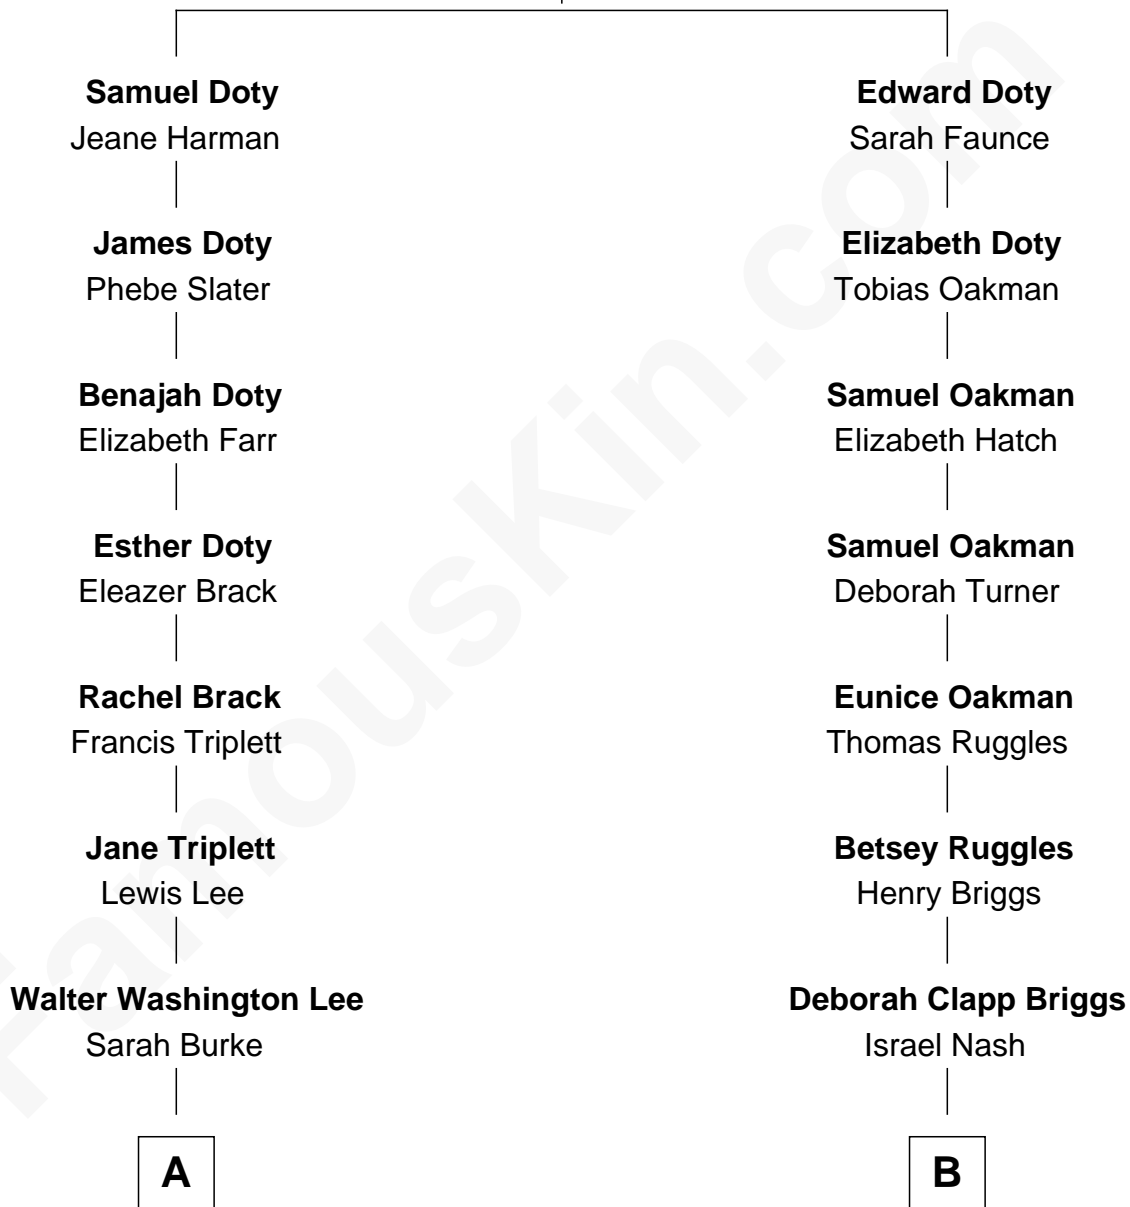 Samuel Doty
Jeane Harman
James Doty
Phebe Slater
Benajah Doty
Elizabeth Farr
Esther Doty
Eleazer Brack
Rachel Brack
Francis Triplett
Jane Triplett
Lewis Lee
Walter Washington Lee
Sarah Burke
A
Edward Doty
Sarah Faunce
Elizabeth Doty
Tobias Oakman
Samuel Oakman
Elizabeth Hatch
Samuel Oakman
Deborah Turner
Eunice Oakman
Thomas Ruggles
Betsey Ruggles
Henry Briggs
Deborah Clapp Briggs
Israel Nash
B
FamousKin.com